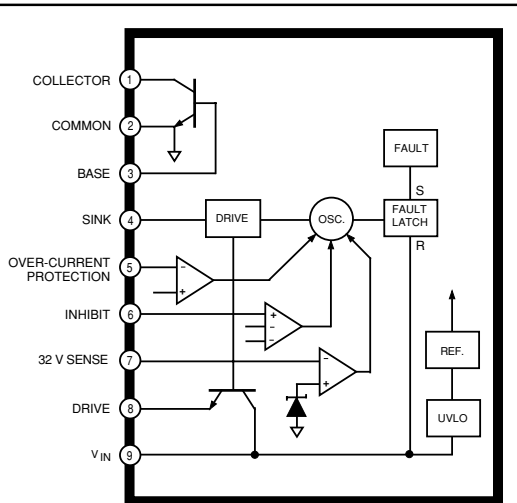 COLLECTOR
1
COMMON
2
BASE
3
SINK
4
OVER-CURRENT
PROTECTION
5
INHIBIT
6
32 V SENSE
7
DRIVE
8
V IN
9
DRIVE
OSC.
FAULT
S
FAULT
LATCH
R
−
+
+
−
−
−
+
REF.
UVLO